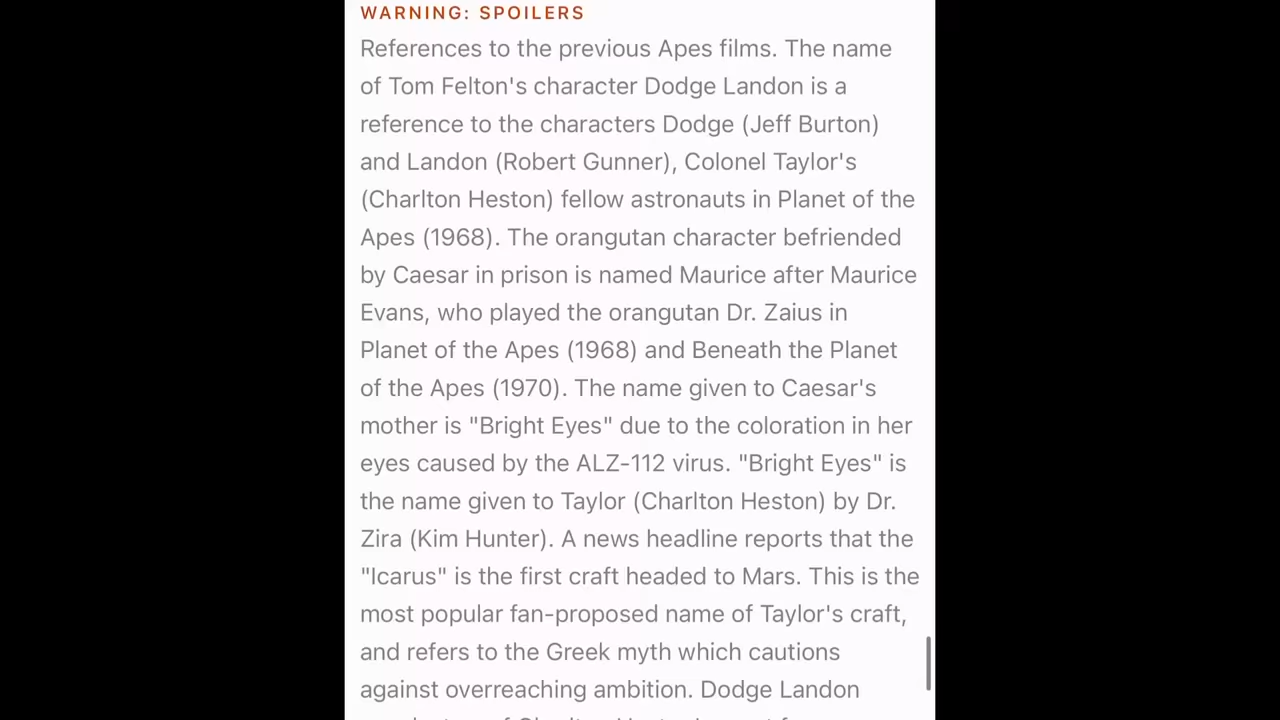 WARNING: SPOILERS
References to the previous Apes films. The name
of Tom Felton's character Dodge Landon is a
reference to the characters Dodge (Jeff Burton)
and Landon (Robert Gunner), Colonel Taylor's
(Charlton Heston) fellow astronauts in Planet of the
Apes (1968). The orangutan character befriended
by Caesar in prison is named Maurice after Maurice
Evans, who played the orangutan Dr. Zaius in
Planet of the Apes (1968) and Beneath the Planet
of the Apes (1970). The name given to Caesar's
mother is "Bright Eyes" due to the coloration in her
eyes caused by the ALZ-112 virus. "Bright Eyes" is
the name given to Taylor (Charlton Heston) by Dr.
Zira (Kim Hunter). A news headline reports that the
"Icarus" is the first craft headed to Mars. This is the
most popular fan-proposed name of Taylor's craft,
and refers to the Greek myth which cautions
against overreaching ambition. Dodge Landon